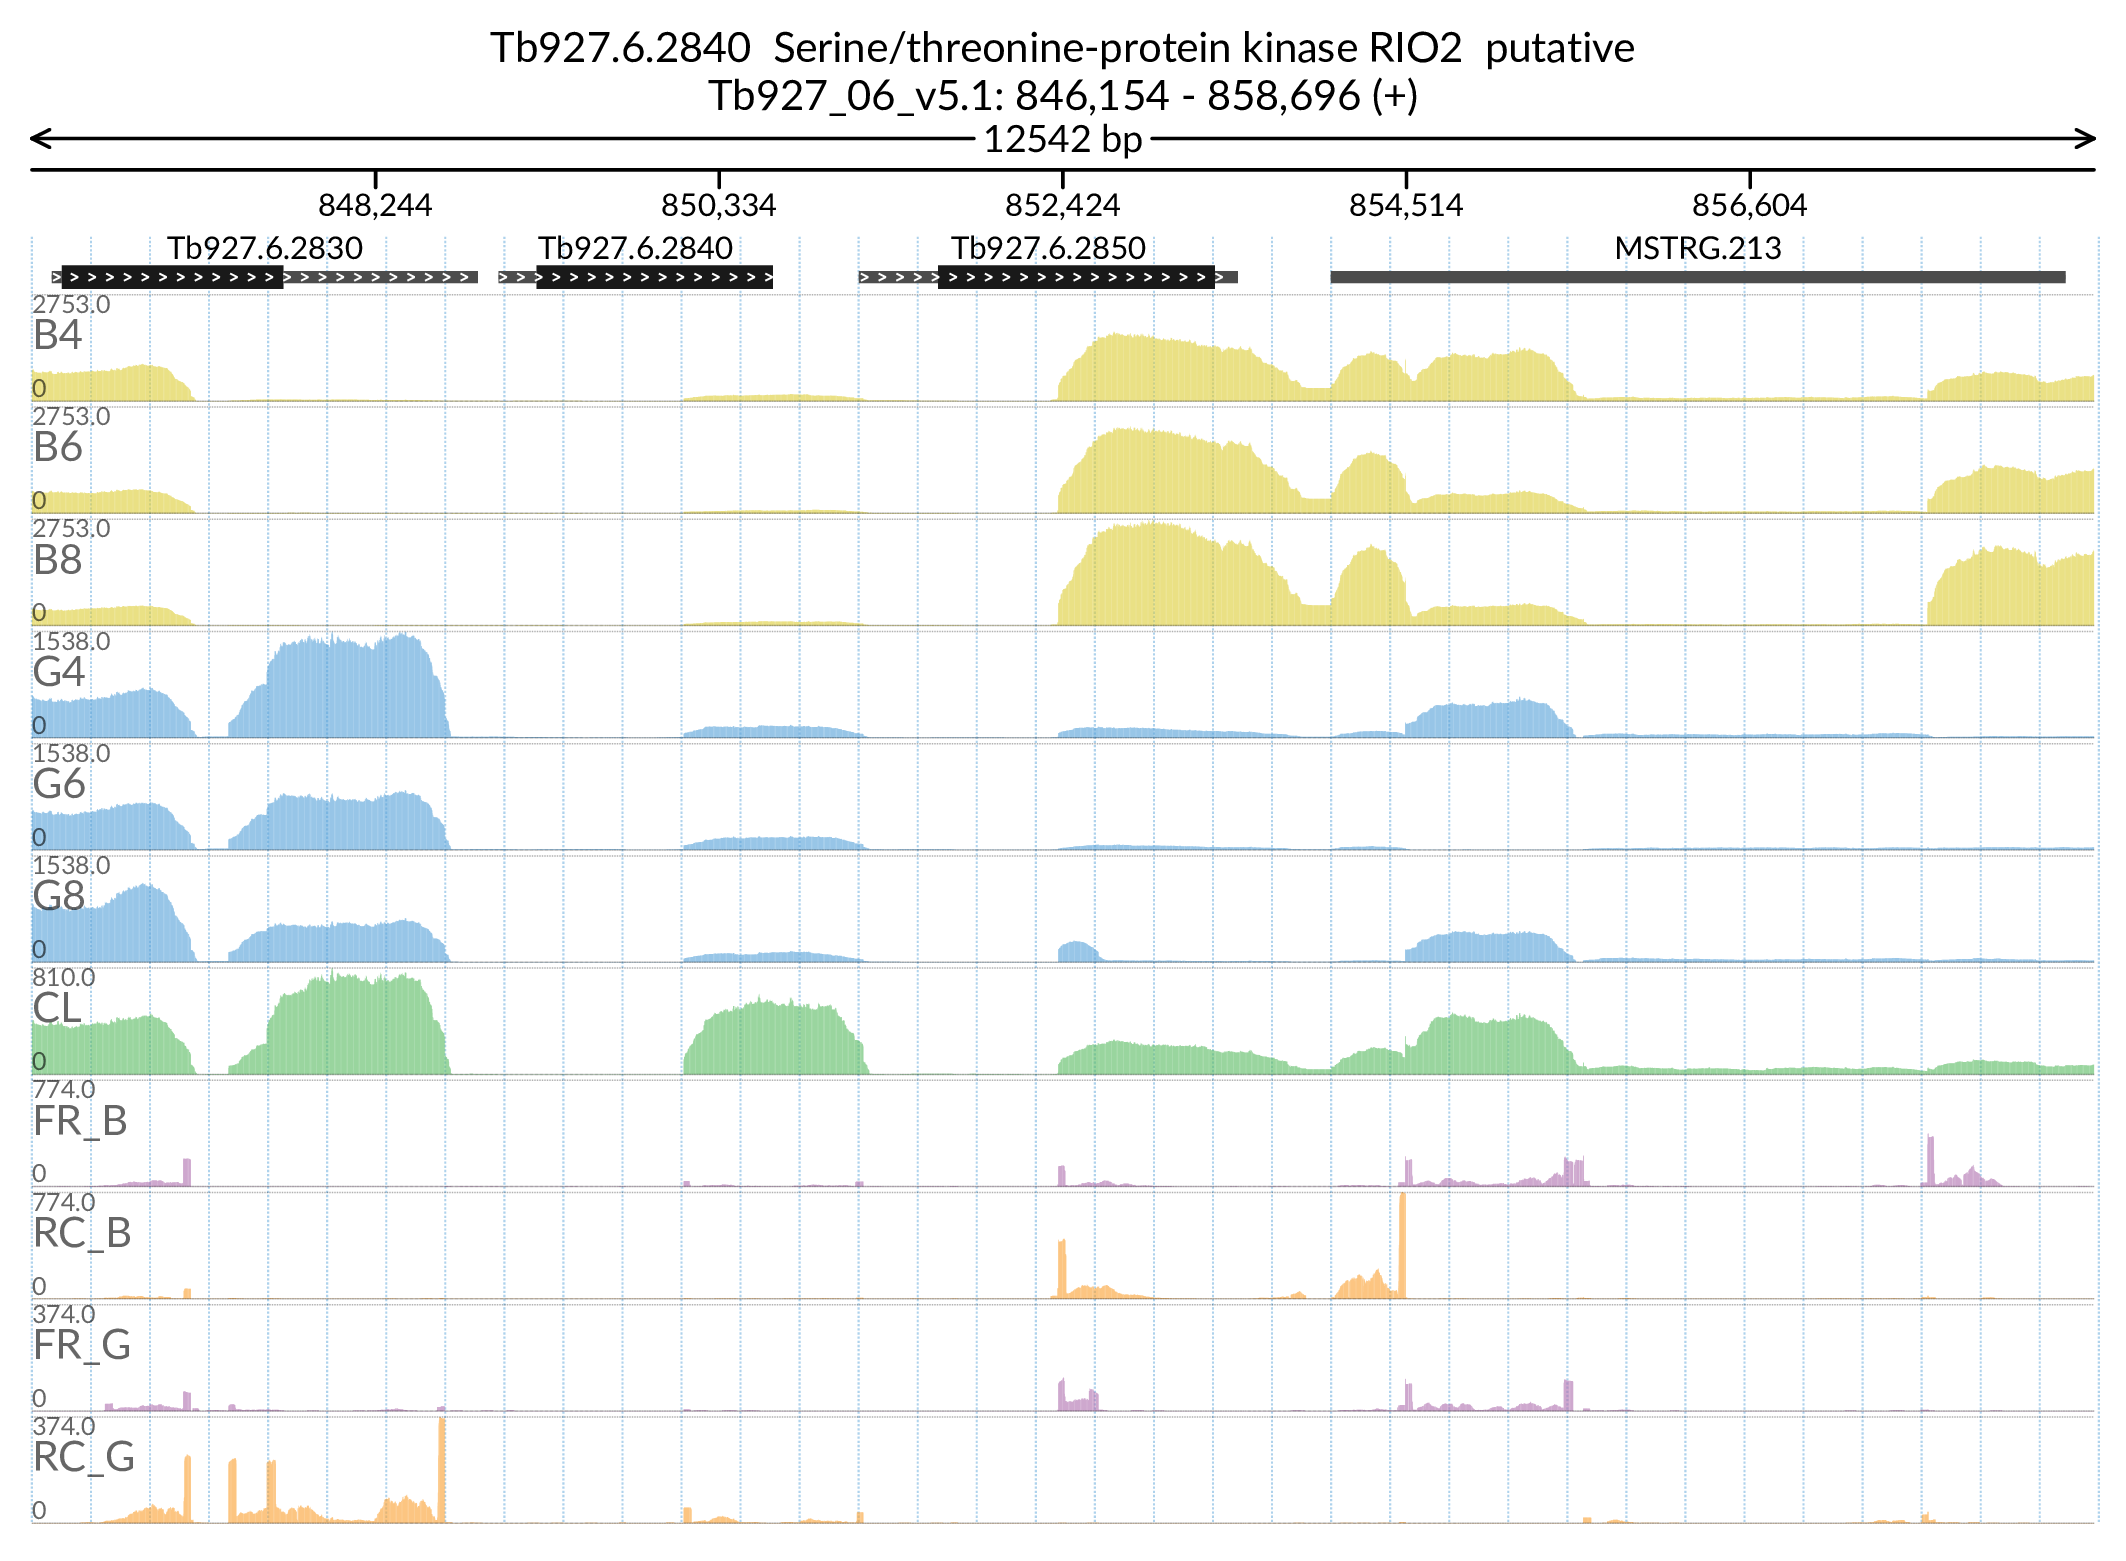 Tb927.6.2840  Serine/threonine-protein kinase RIO2  putative
Tb927_06_v5.1: 846,154 - 858,696 (+)
12542 bp
848,244 850,334 852,424 854,514 856,604
Tb927.6.2830 Tb927.6.2840 Tb927.6.2850 MSTRG.213
2753.0
B4
0
2753.0
B6
0
2753.0
B8
0
1538.0
G4
0
1538.0
G6
0
1538.0
G8
0
810.0
CL
0
774.0
FR_B
0
774.0
RC_B
0
374.0
FR_G
0
374.0
RC_G
0